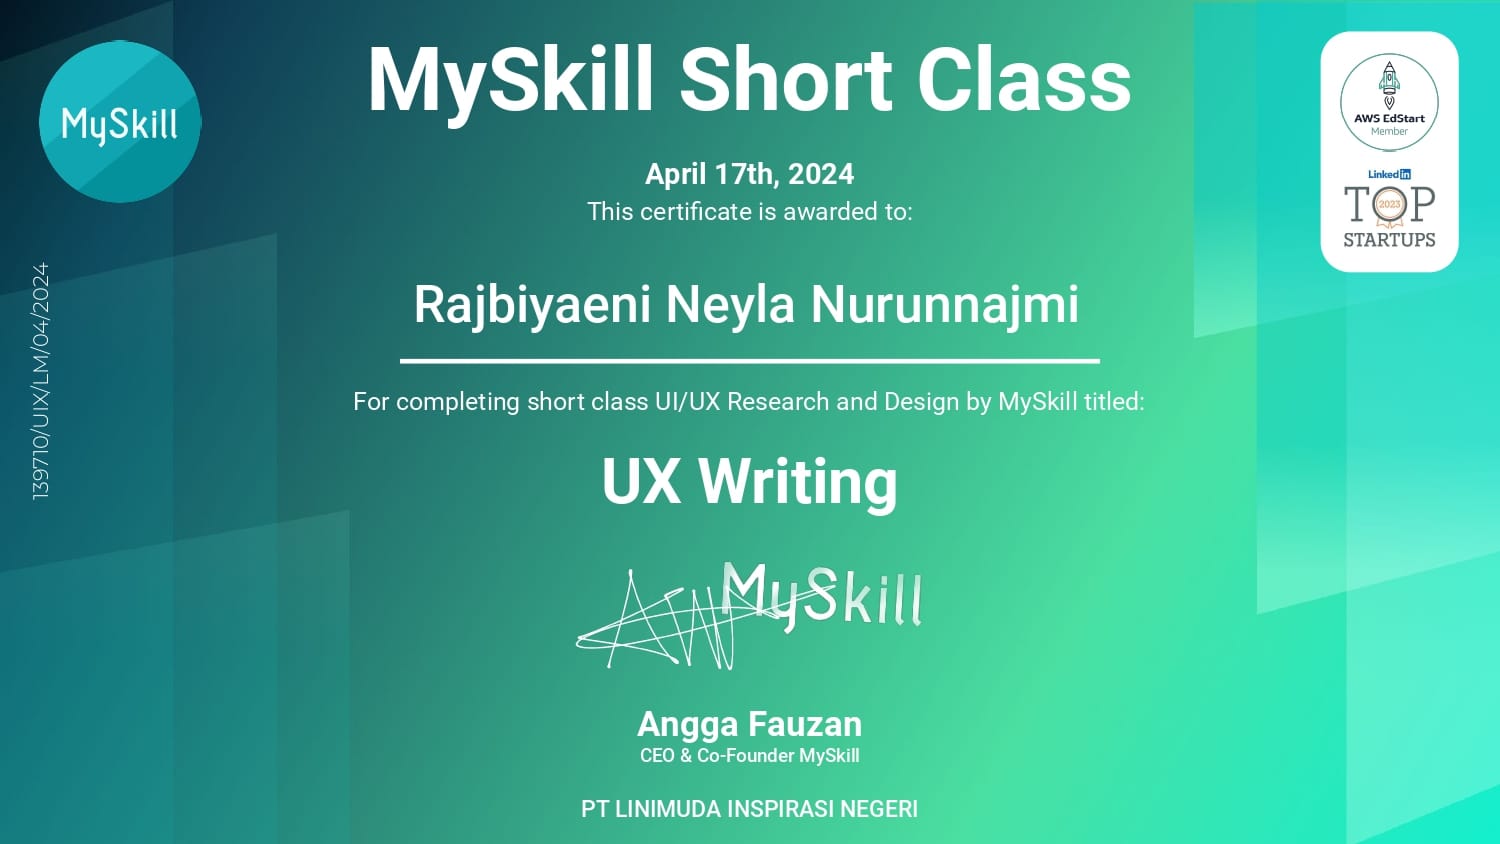 MySkill
MySkill Short Class
AWS EdStart
Member
Linked in
2023
TOP
STARTUPS
April 17th, 2024
This certificate is awarded to:
139710/UIX/LM/04/2024
Rajbiyaeni Neyla Nurunnajmi
For completing short class UI/UX Research and Design by MySkill titled:
UX Writing
MySkill
Angga Fauzan
CEO & Co-Founder MySkill
PT LINIMUDA INSPIRASI NEGERI